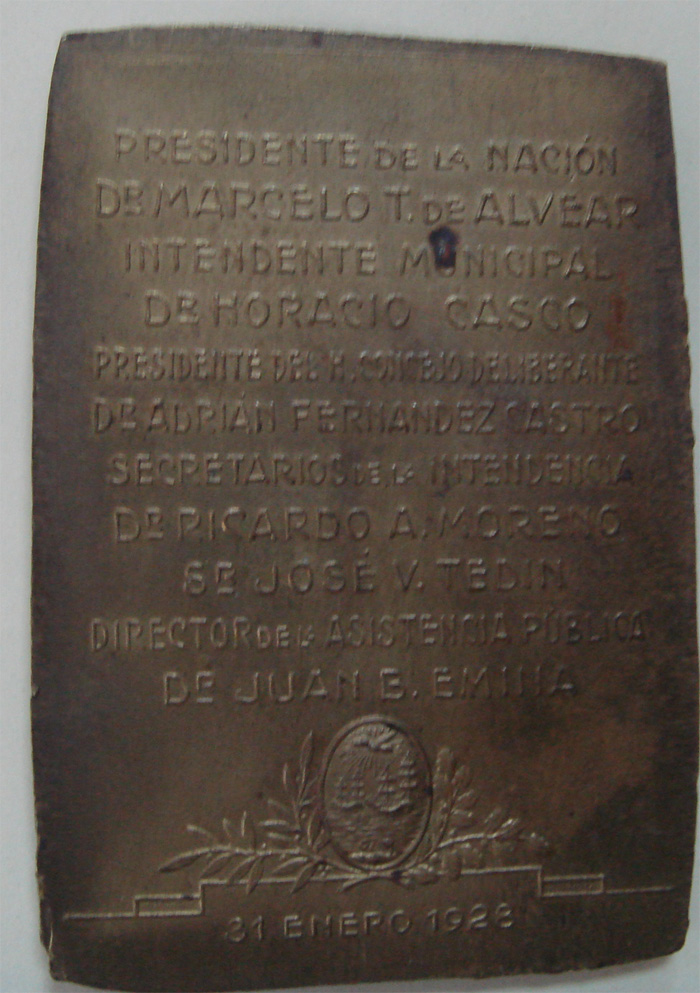 PRESIDENTE DE LA NACIÓN
DR MARCELO T. DE ALVEAR
INTENDENTE MUNICIPAL
DR HORACIO CASCO
PRESIDENTE DEL H. CONCEJO DELIBERANTE
DR ADRIÁN FERNANDEZ CASTRO
SECRETARIOS DE LA INTENDENCIA
DR RICARDO A. MORENO
SR JOSÉ V. TEDIN
DIRECTOR DE LA ASISTENCIA PÚBLICA
DR JUAN B. EMINA
31 ENERO 1928